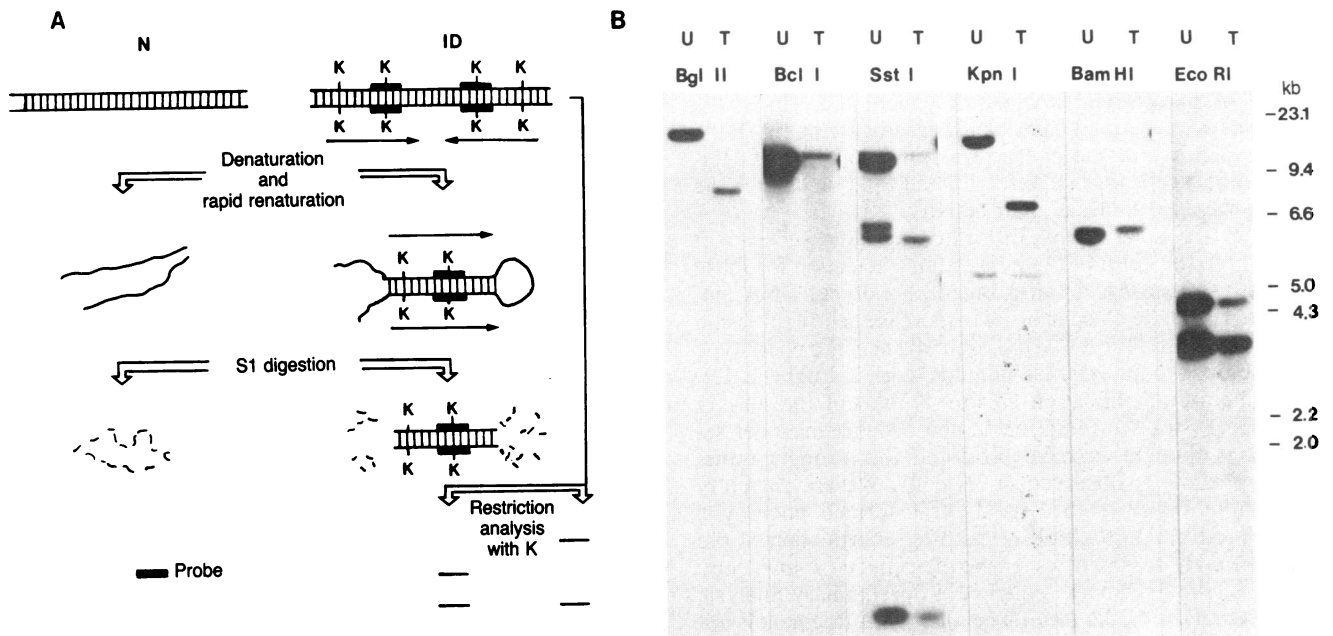 A
N
ID
K K K K
K K K K
Denaturation
and
rapid renaturation
K K
K K
S1 digestion
K K
K K
Restriction
analysis
with K
Probe
B
U T U T U T U T U T U T
Bgl II Bcl I Sst I Kpn I Bam HI Eco RI
kb
-23.1
- 9.4
- 6.6
- 5.0
- 4.3
- 2.2
- 2.0